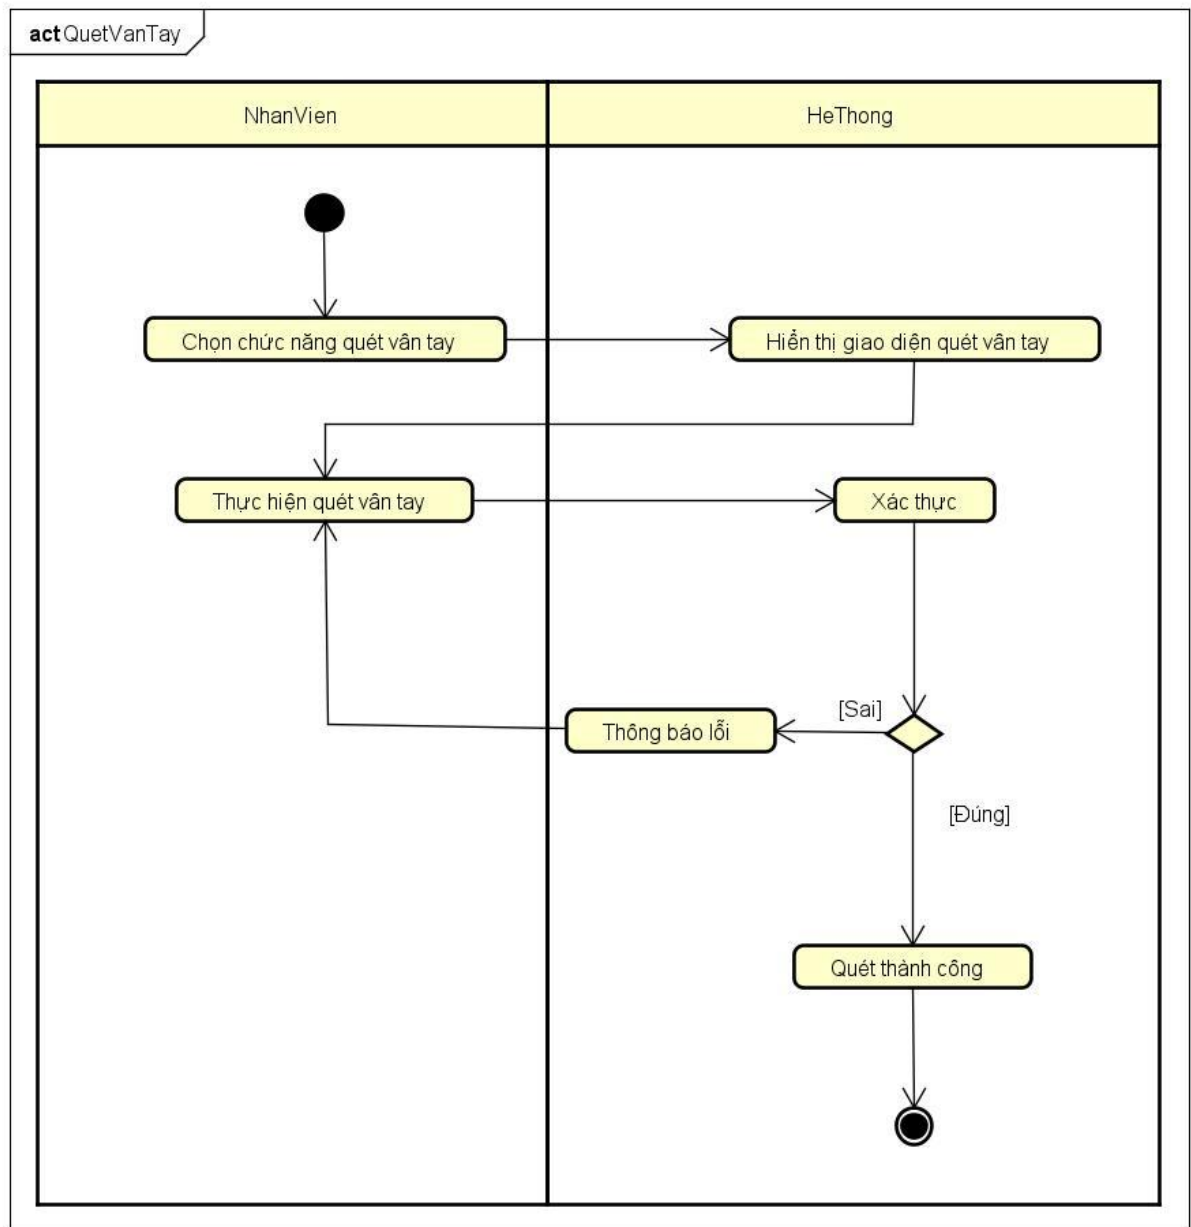 act QuetVanTay
NhanVien
HeThong
Chọn chức năng quét vân tay
Hiển thị giao diện quét vân tay
Thực hiện quét vân tay
Xác thực
[Sai]
Thông báo lỗi
[Đúng]
Quét thành công